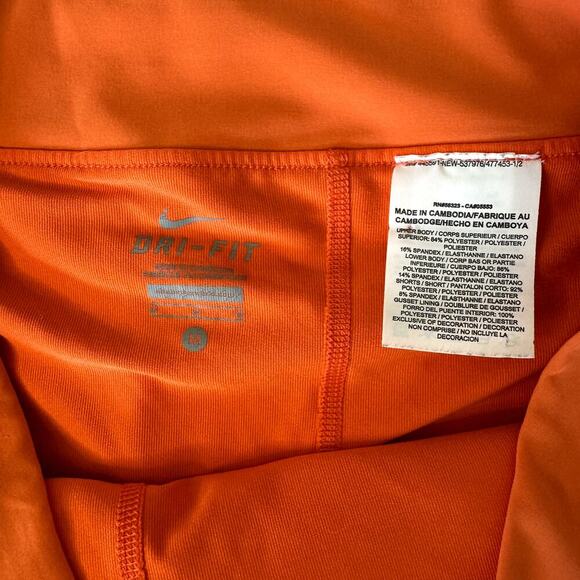 DRI-FIT
M
RN#56323 - CA#05553
MADE IN CAMBODIA/FABRIQUE AU
CAMBODGE/HECHO EN CAMBOYA
UPPER BODY / CORPS SUPERIEUR / CUERPO
SUPERIOR: 84% POLYESTER / POLYESTER /
POLIESTER
16% SPANDEX / ELASTHANNE / ELASTANO
LOWER BODY / CORP BAS OR PARTIE
INFERIEURE / CUERPO BAJO: 86%
POLYESTER / POLYESTER / POLIESTER
14% SPANDEX / ELASTHANNE / ELASTANO
SHORTS / SHORT / PANTALON CORTO: 92%
POLYESTER / POLYESTER / POLIESTER
8% SPANDEX / ELASTHANNE / ELASTANO
GUSSET LINING / DOUBLURE DE GOUSSET /
FORRO PUENTE INFERIOR: 100%
POLYESTER / POLYESTER / POLIESTER
EXCLUSIVE OF DECORATION / DECORATION
NON COMPRISE / NO INCLUYE LA
DECORACION